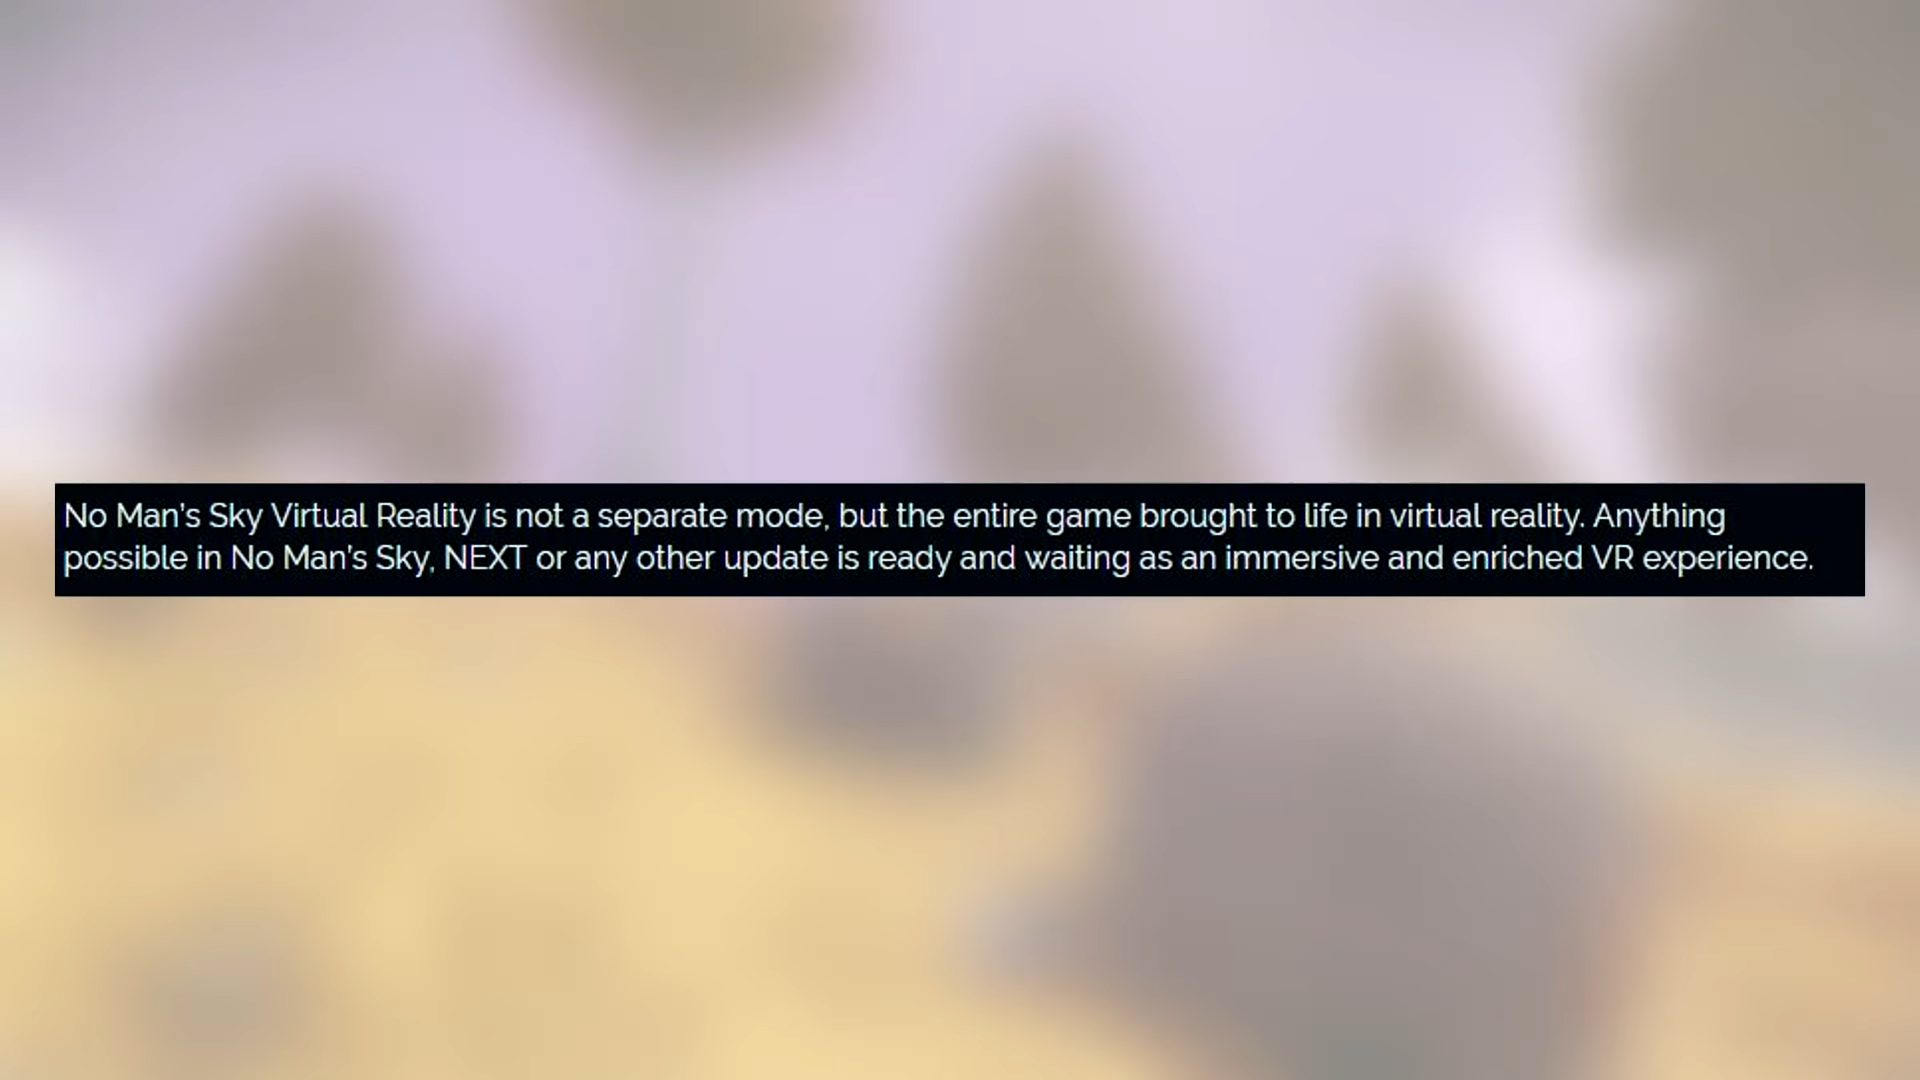 No Man's Sky Virtual Reality is not a separate mode, but the entire game brought to life in virtual reality. Anything
possible in No Man's Sky, NEXT or any other update is ready and waiting as an immersive and enriched VR experience.